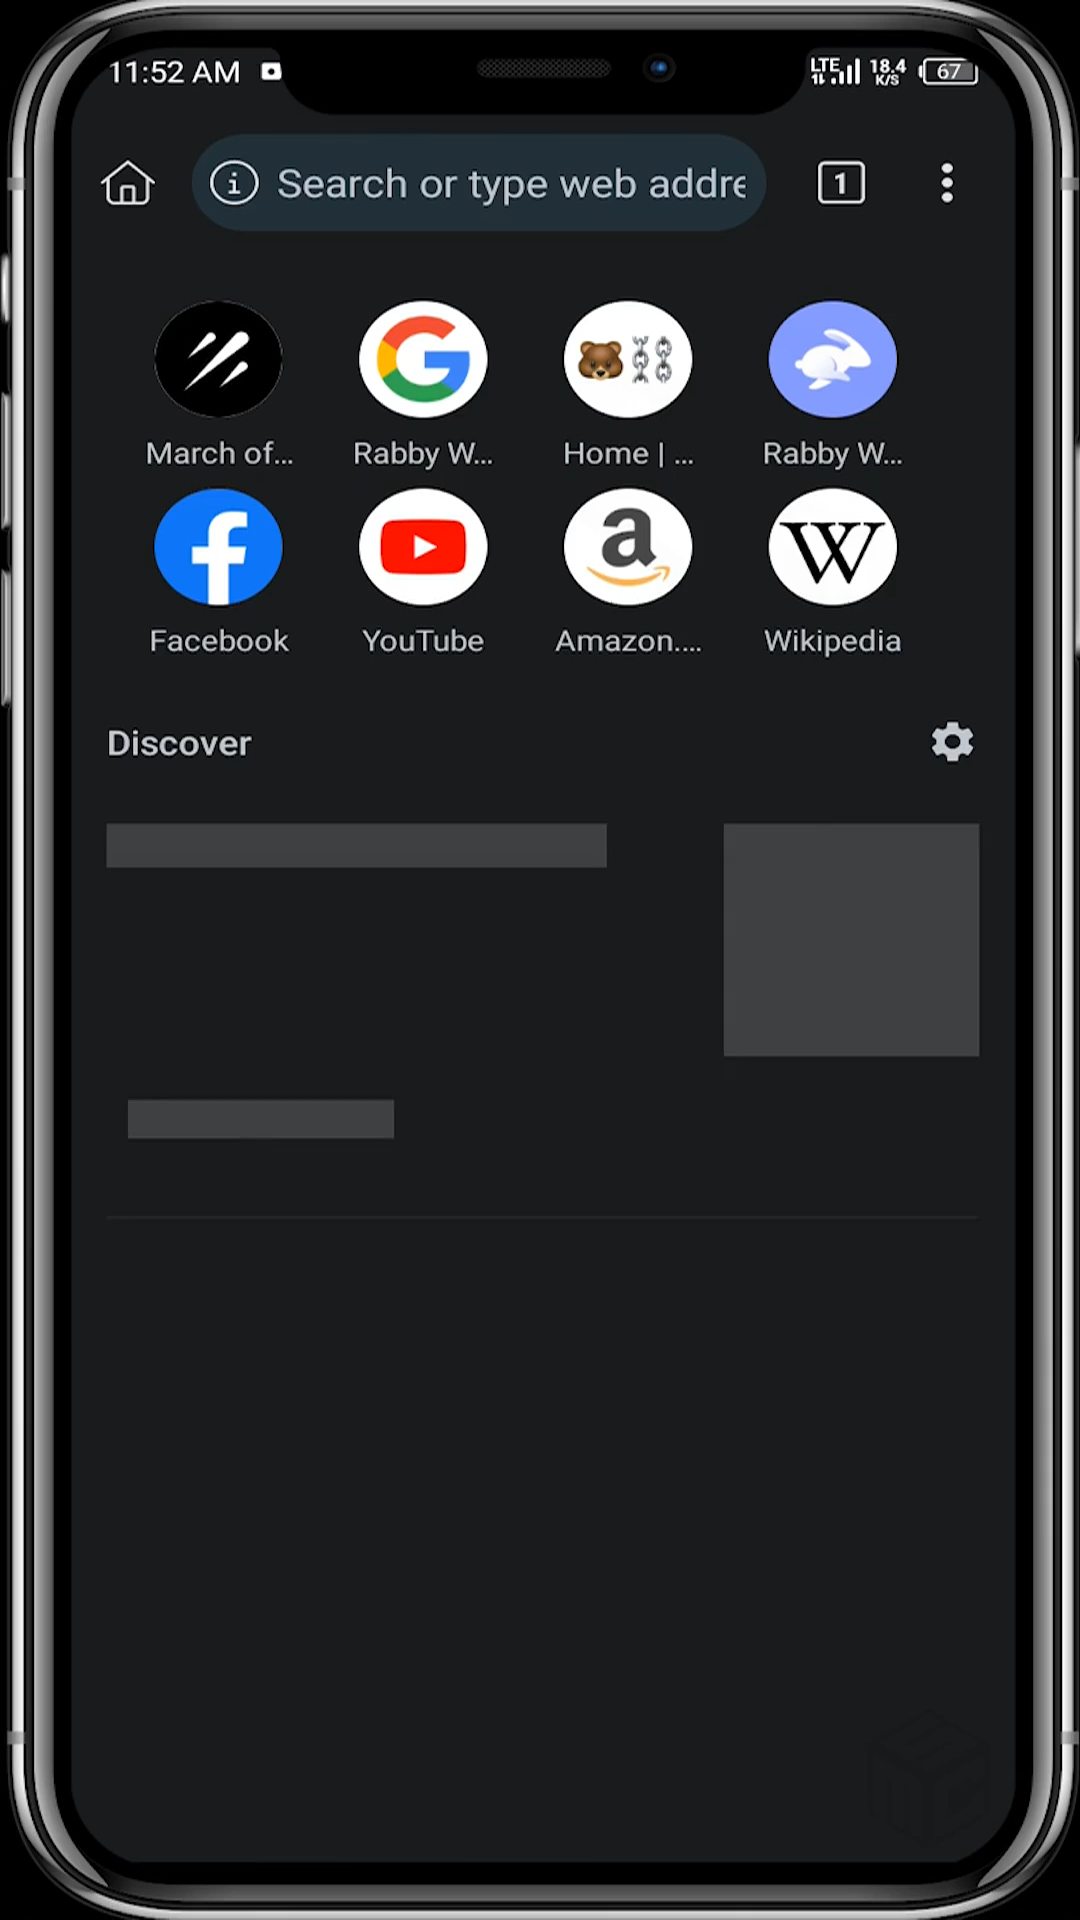 11:52 AM
LTE 18.4 K/S 67
Search or type web addre
1
March of...
Rabby W...
Home | ...
Rabby W...
Facebook
YouTube
Amazon....
Wikipedia
Discover